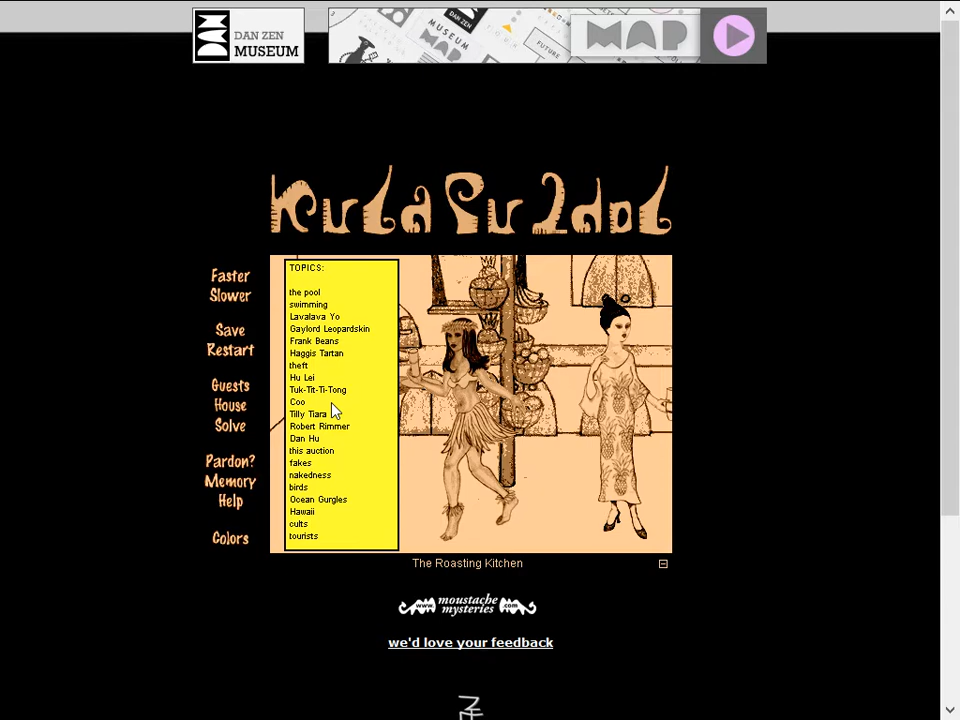 DAN ZEN
MUSEUM
DAN ZEN
MUSEUM
MAP
FUTURE
MAP
Kula Pu Idol
Faster
Slower
Save
Restart
Guests
House
Solve
Pardon?
Memory
Help
Colors
TOPICS:
the pool
swimming
Lavalava Yo
Gaylord Leopardskin
Frank Beans
Haggis Tartan
theft
Hu Lei
Tuk-Tit-Ti-Tong
Coo
Tilly Tiara
Robert Rimmer
Dan Hu
this auction
fakes
nakedness
birds
Ocean Gurgles
Hawaii
cults
tourists
The Roasting Kitchen
www. moustache mysteries .com
we'd love your feedback